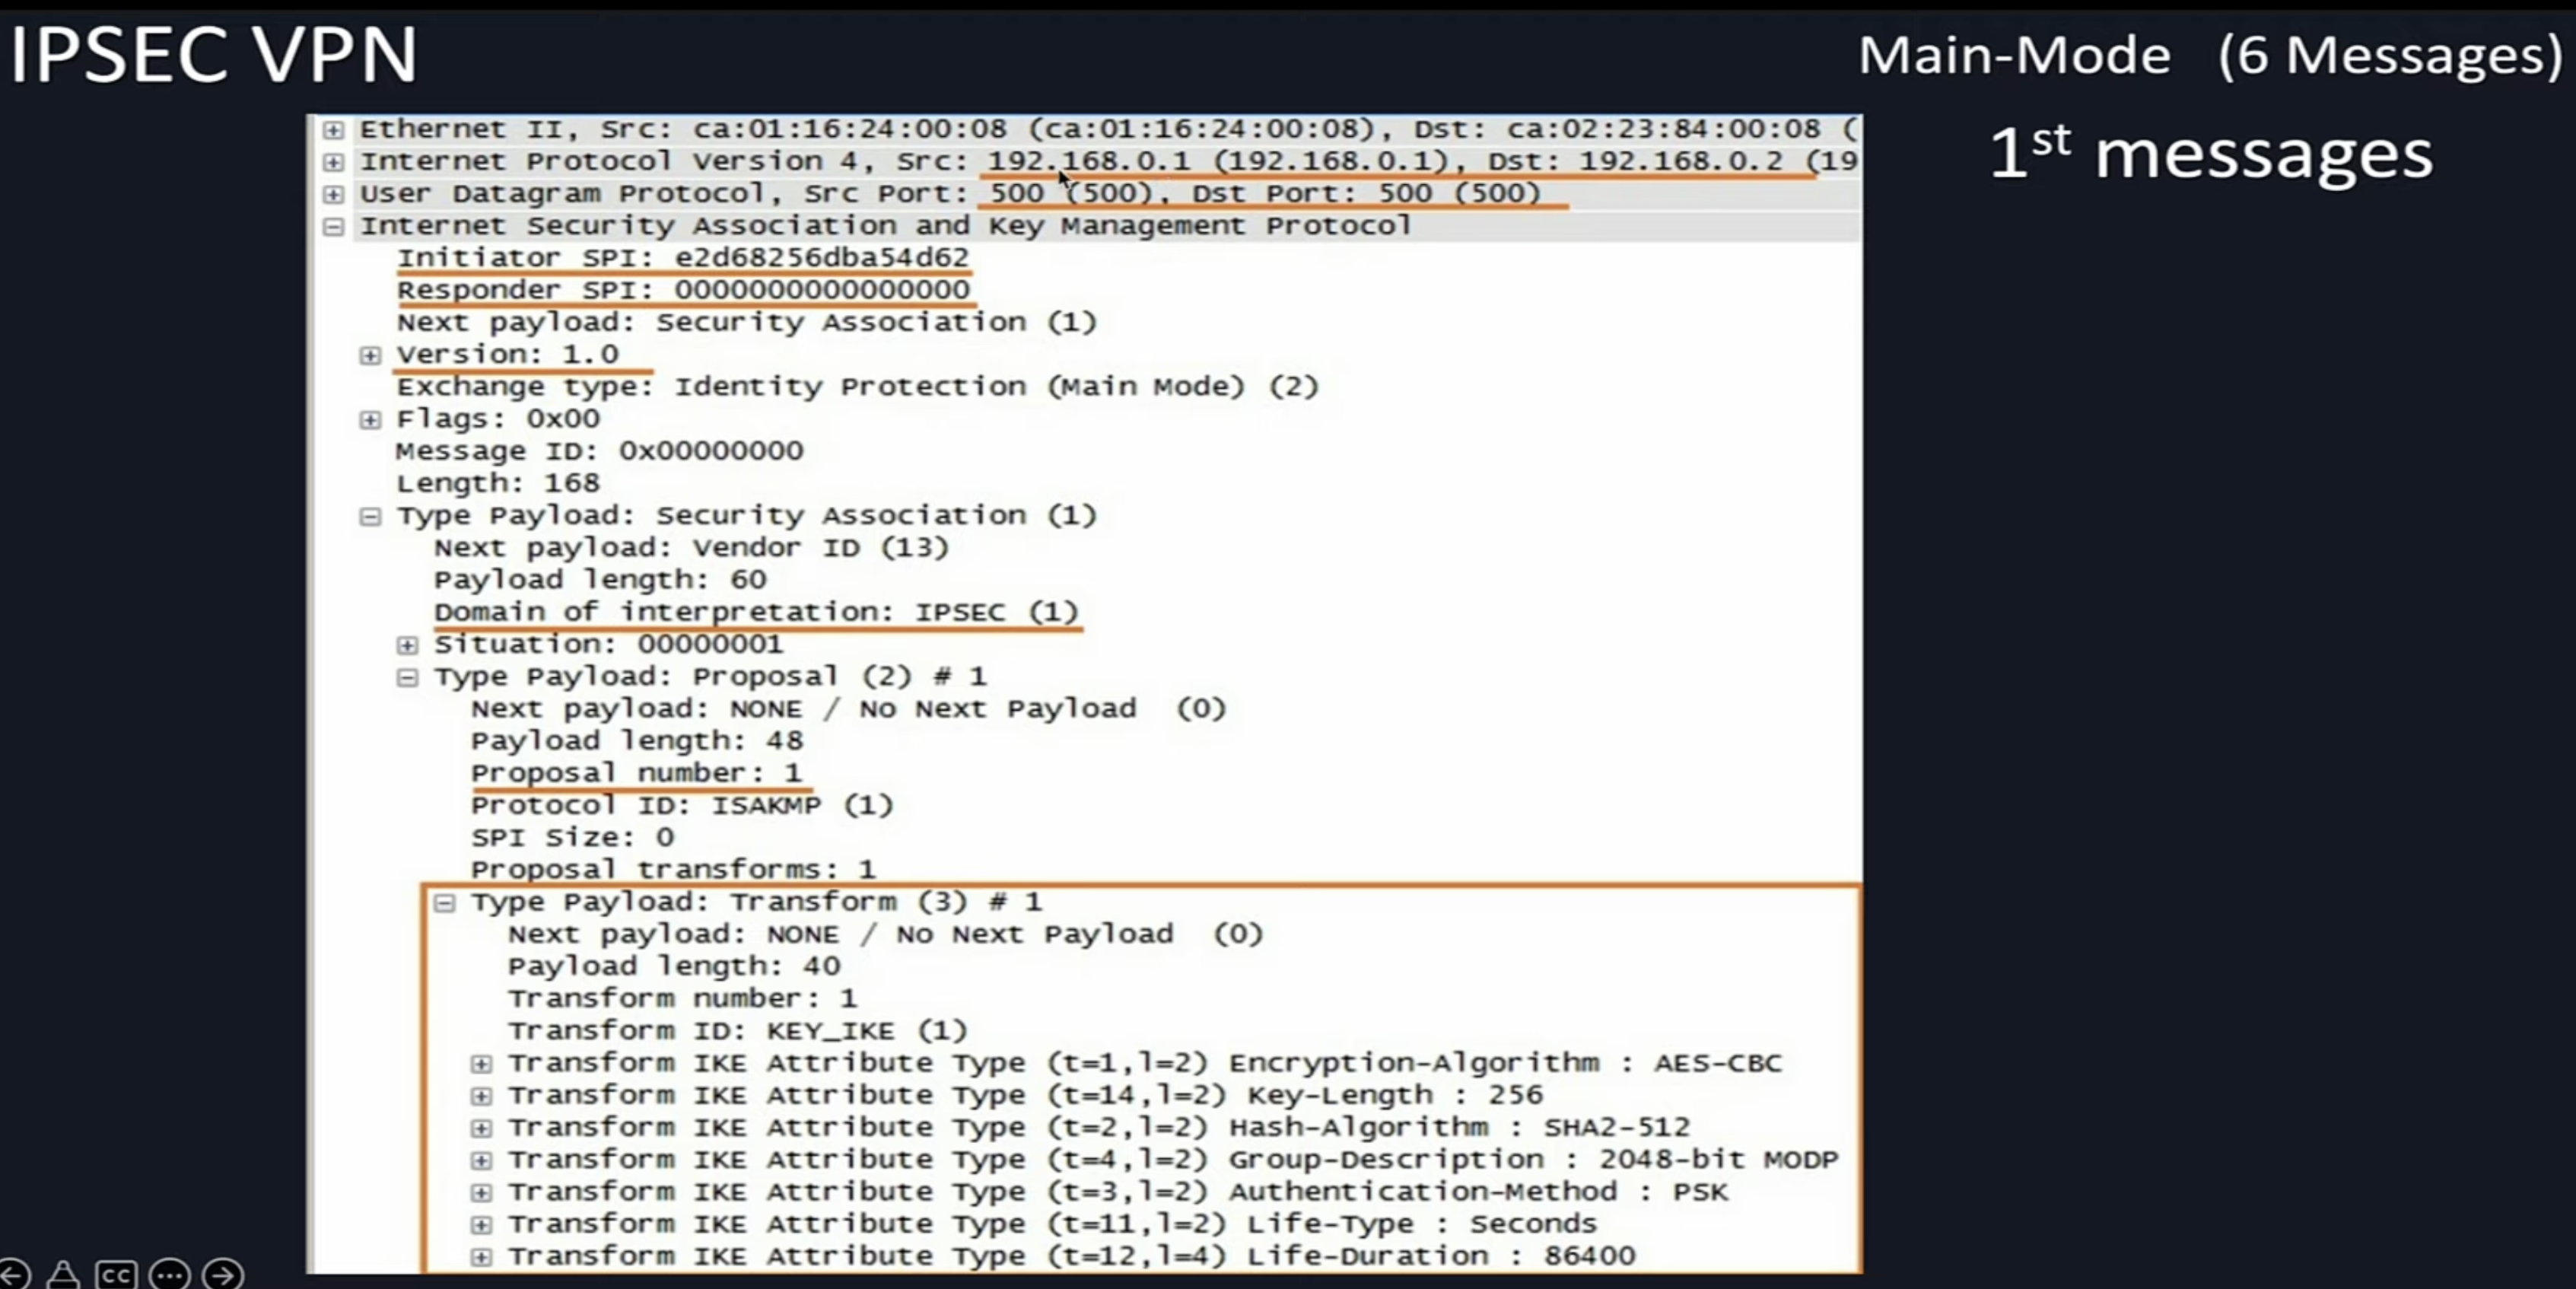 IPSEC VPN
Main-Mode (6 Messages)
1st messages
Ethernet II, Src: ca:01:16:24:00:08 (ca:01:16:24:00:08), Dst: ca:02:23:84:00:08 (
Internet Protocol Version 4, Src: 192.168.0.1 (192.168.0.1), Dst: 192.168.0.2 (19
User Datagram Protocol, Src Port: 500 (500), Dst Port: 500 (500)
Internet Security Association and Key Management Protocol
Initiator SPI: e2d68256dba54d62
Responder SPI: 0000000000000000
Next payload: Security Association (1)
Version: 1.0
Exchange type: Identity Protection (Main Mode) (2)
Flags: 0x00
Message ID: 0x00000000
Length: 168
Type Payload: Security Association (1)
Next payload: Vendor ID (13)
Payload length: 60
Domain of interpretation: IPSEC (1)
Situation: 00000001
Type Payload: Proposal (2) # 1
Next payload: NONE / No Next Payload (0)
Payload length: 48
Proposal number: 1
Protocol ID: ISAKMP (1)
SPI Size: 0
Proposal transforms: 1
Type Payload: Transform (3) # 1
Next payload: NONE / No Next Payload (0)
Payload length: 40
Transform number: 1
Transform ID: KEY_IKE (1)
Transform IKE Attribute Type (t=1,l=2) Encryption-Algorithm : AES-CBC
Transform IKE Attribute Type (t=14,l=2) Key-Length : 256
Transform IKE Attribute Type (t=2,l=2) Hash-Algorithm : SHA2-512
Transform IKE Attribute Type (t=4,l=2) Group-Description : 2048-bit MODP
Transform IKE Attribute Type (t=3,l=2) Authentication-Method : PSK
Transform IKE Attribute Type (t=11,l=2) Life-Type : Seconds
Transform IKE Attribute Type (t=12,l=4) Life-Duration : 86400
CC